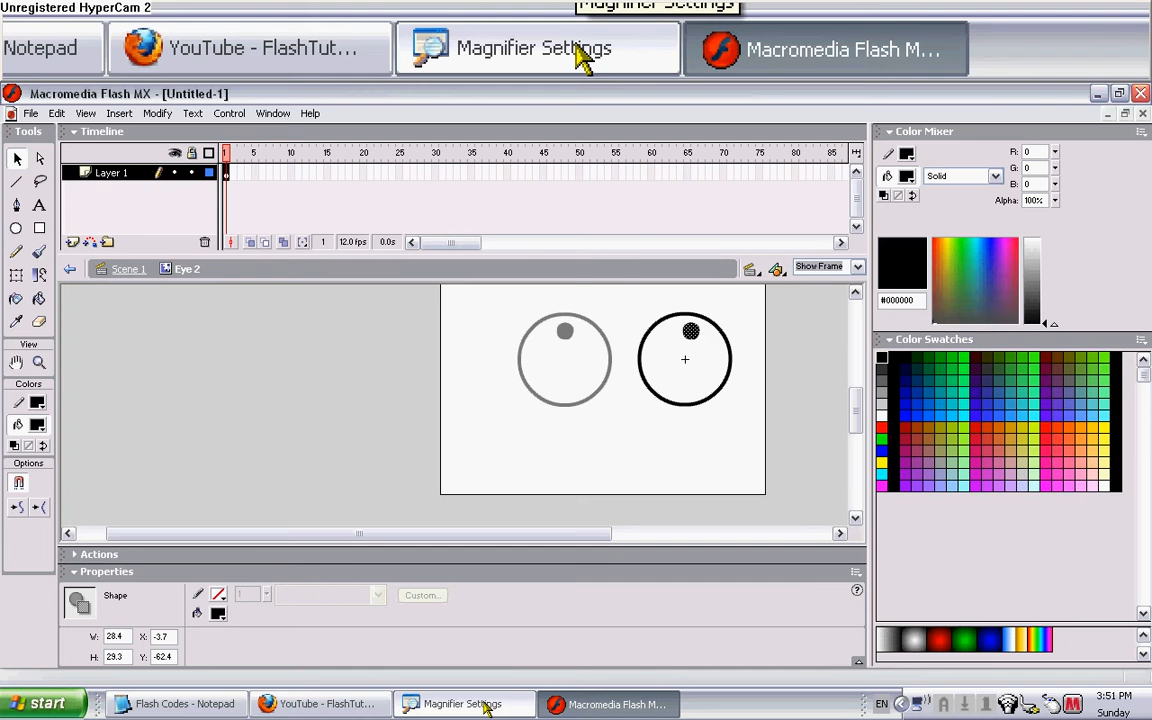 Unregistered HyperCam 2
Magnifier Settings
Notepad
YouTube - FlashTut...
Magnifier Settings
Macromedia Flash M...
Macromedia Flash MX - [Untitled-1]
File Edit View Insert Modify Text Control Window Help
Tools
Timeline
Color Mixer
1 5 10 15 20 25 30 35 40 45 50 55 60 65 70 75 80 85
Layer 1
R: 0
G: 0
B: 0
Alpha: 100%
Solid
1 12.0 fps 0.0s
Scene 1 Eye 2
Show Frame
#000000
View
Color Swatches
Colors
Options
Actions
Properties
Shape
1
Custom...
W: 28.4 X: -3.7
H: 29.3 Y: -62.4
start
Flash Codes - Notepad
YouTube - FlashTut...
Magnifier Settings
Macromedia Flash M...
EN
3:51 PM
Sunday